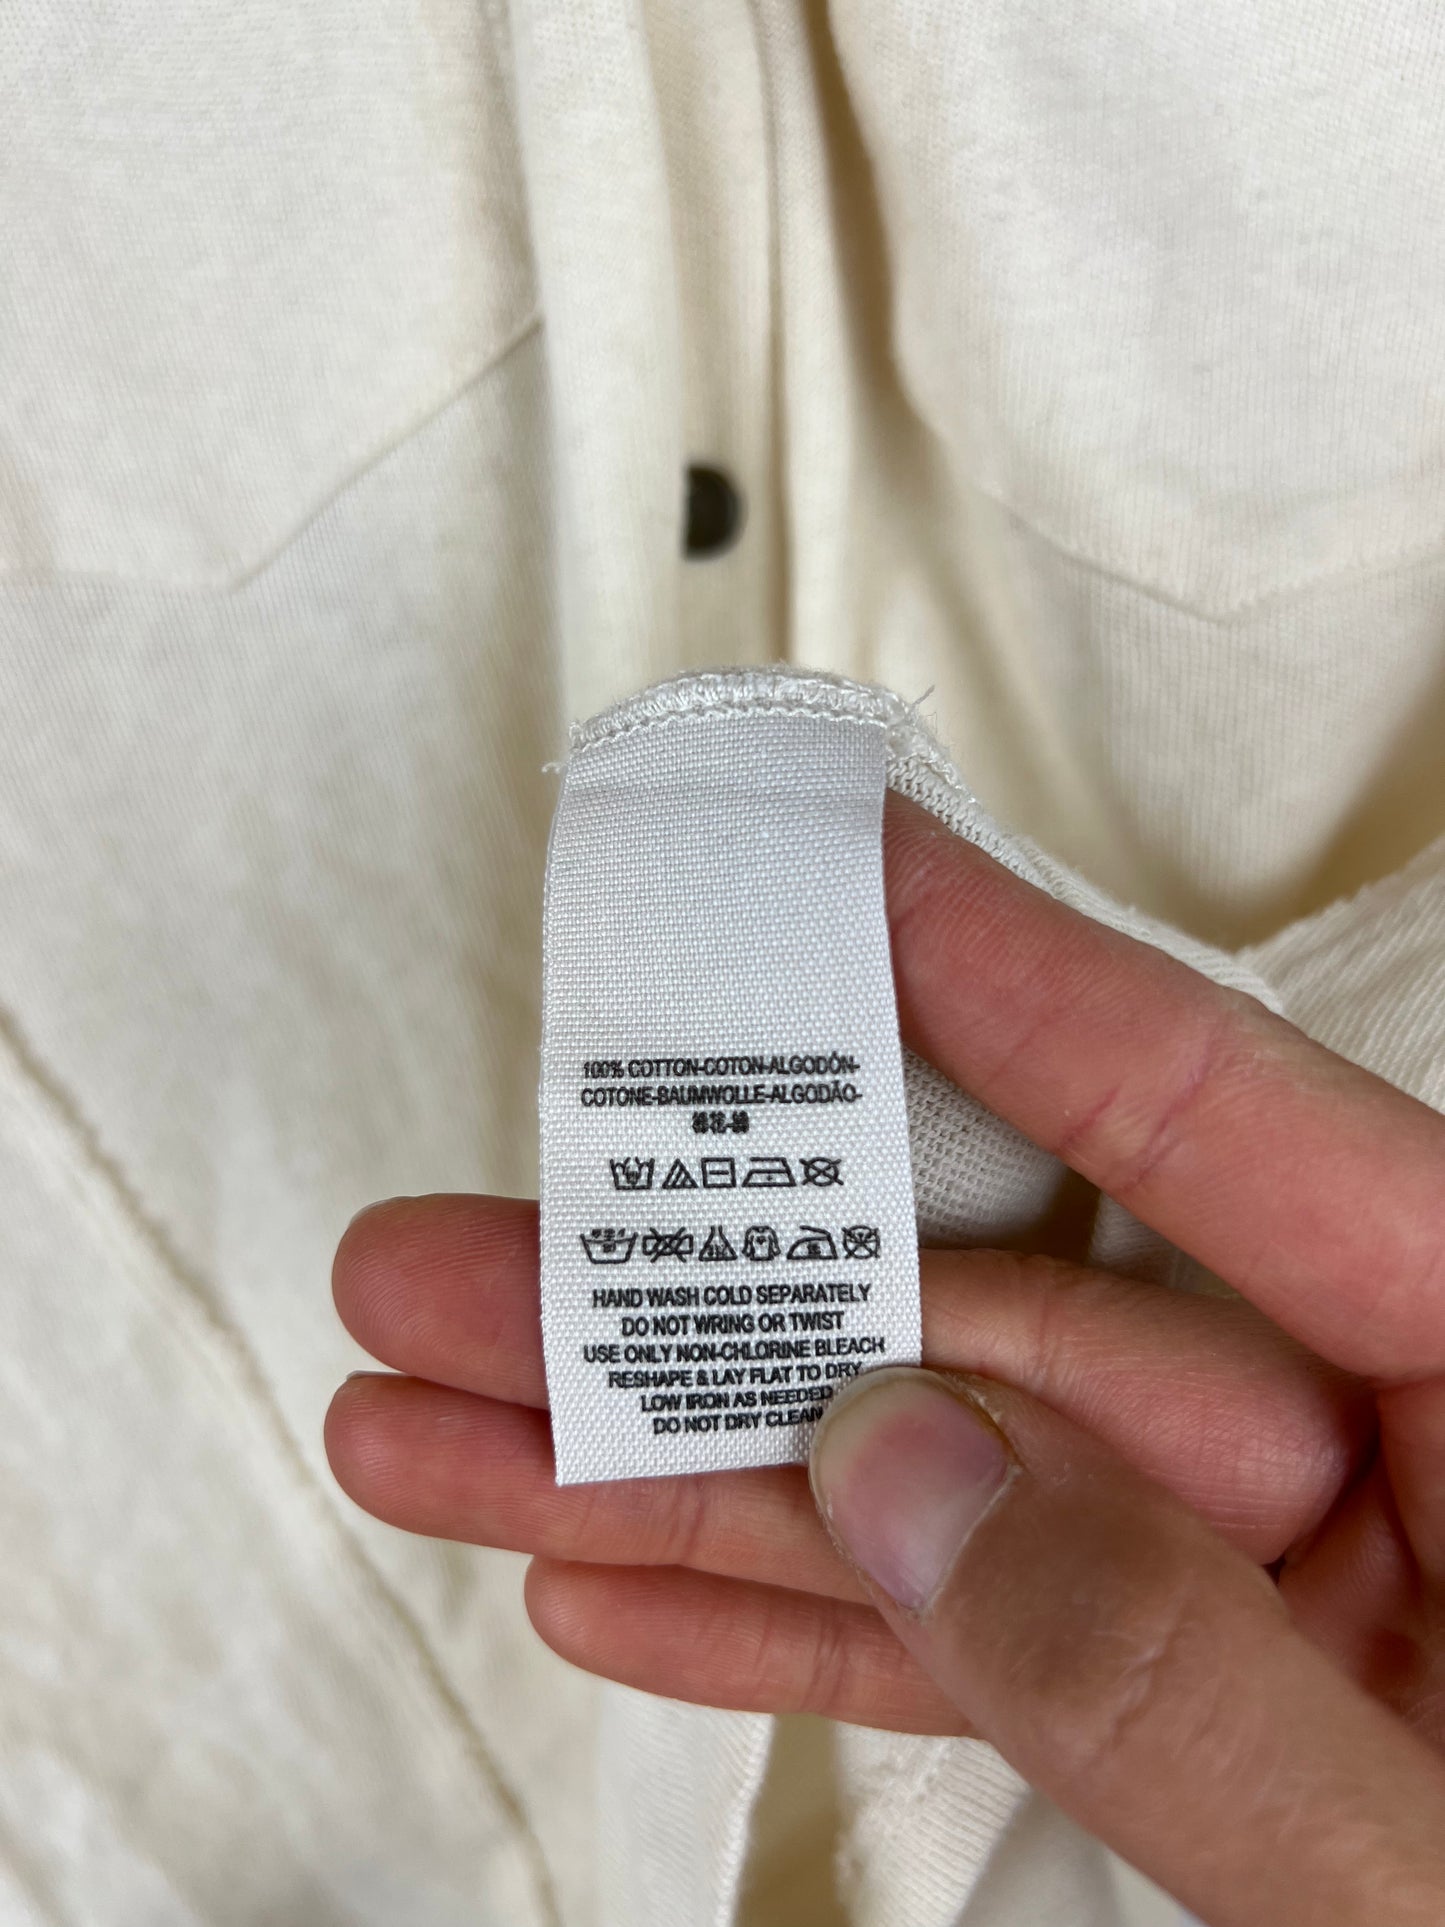 100% COTTON-COTON-ALGODÓN-
COTONE-BAUMWOLLE-ALGODÃO-
HAND WASH COLD SEPARATELY
DO NOT WRING OR TWIST
USE ONLY NON-CHLORINE BLEACH
RESHAPE & LAY FLAT TO DRY
LOW IRON AS NEEDED
DO NOT DRY CLEAN